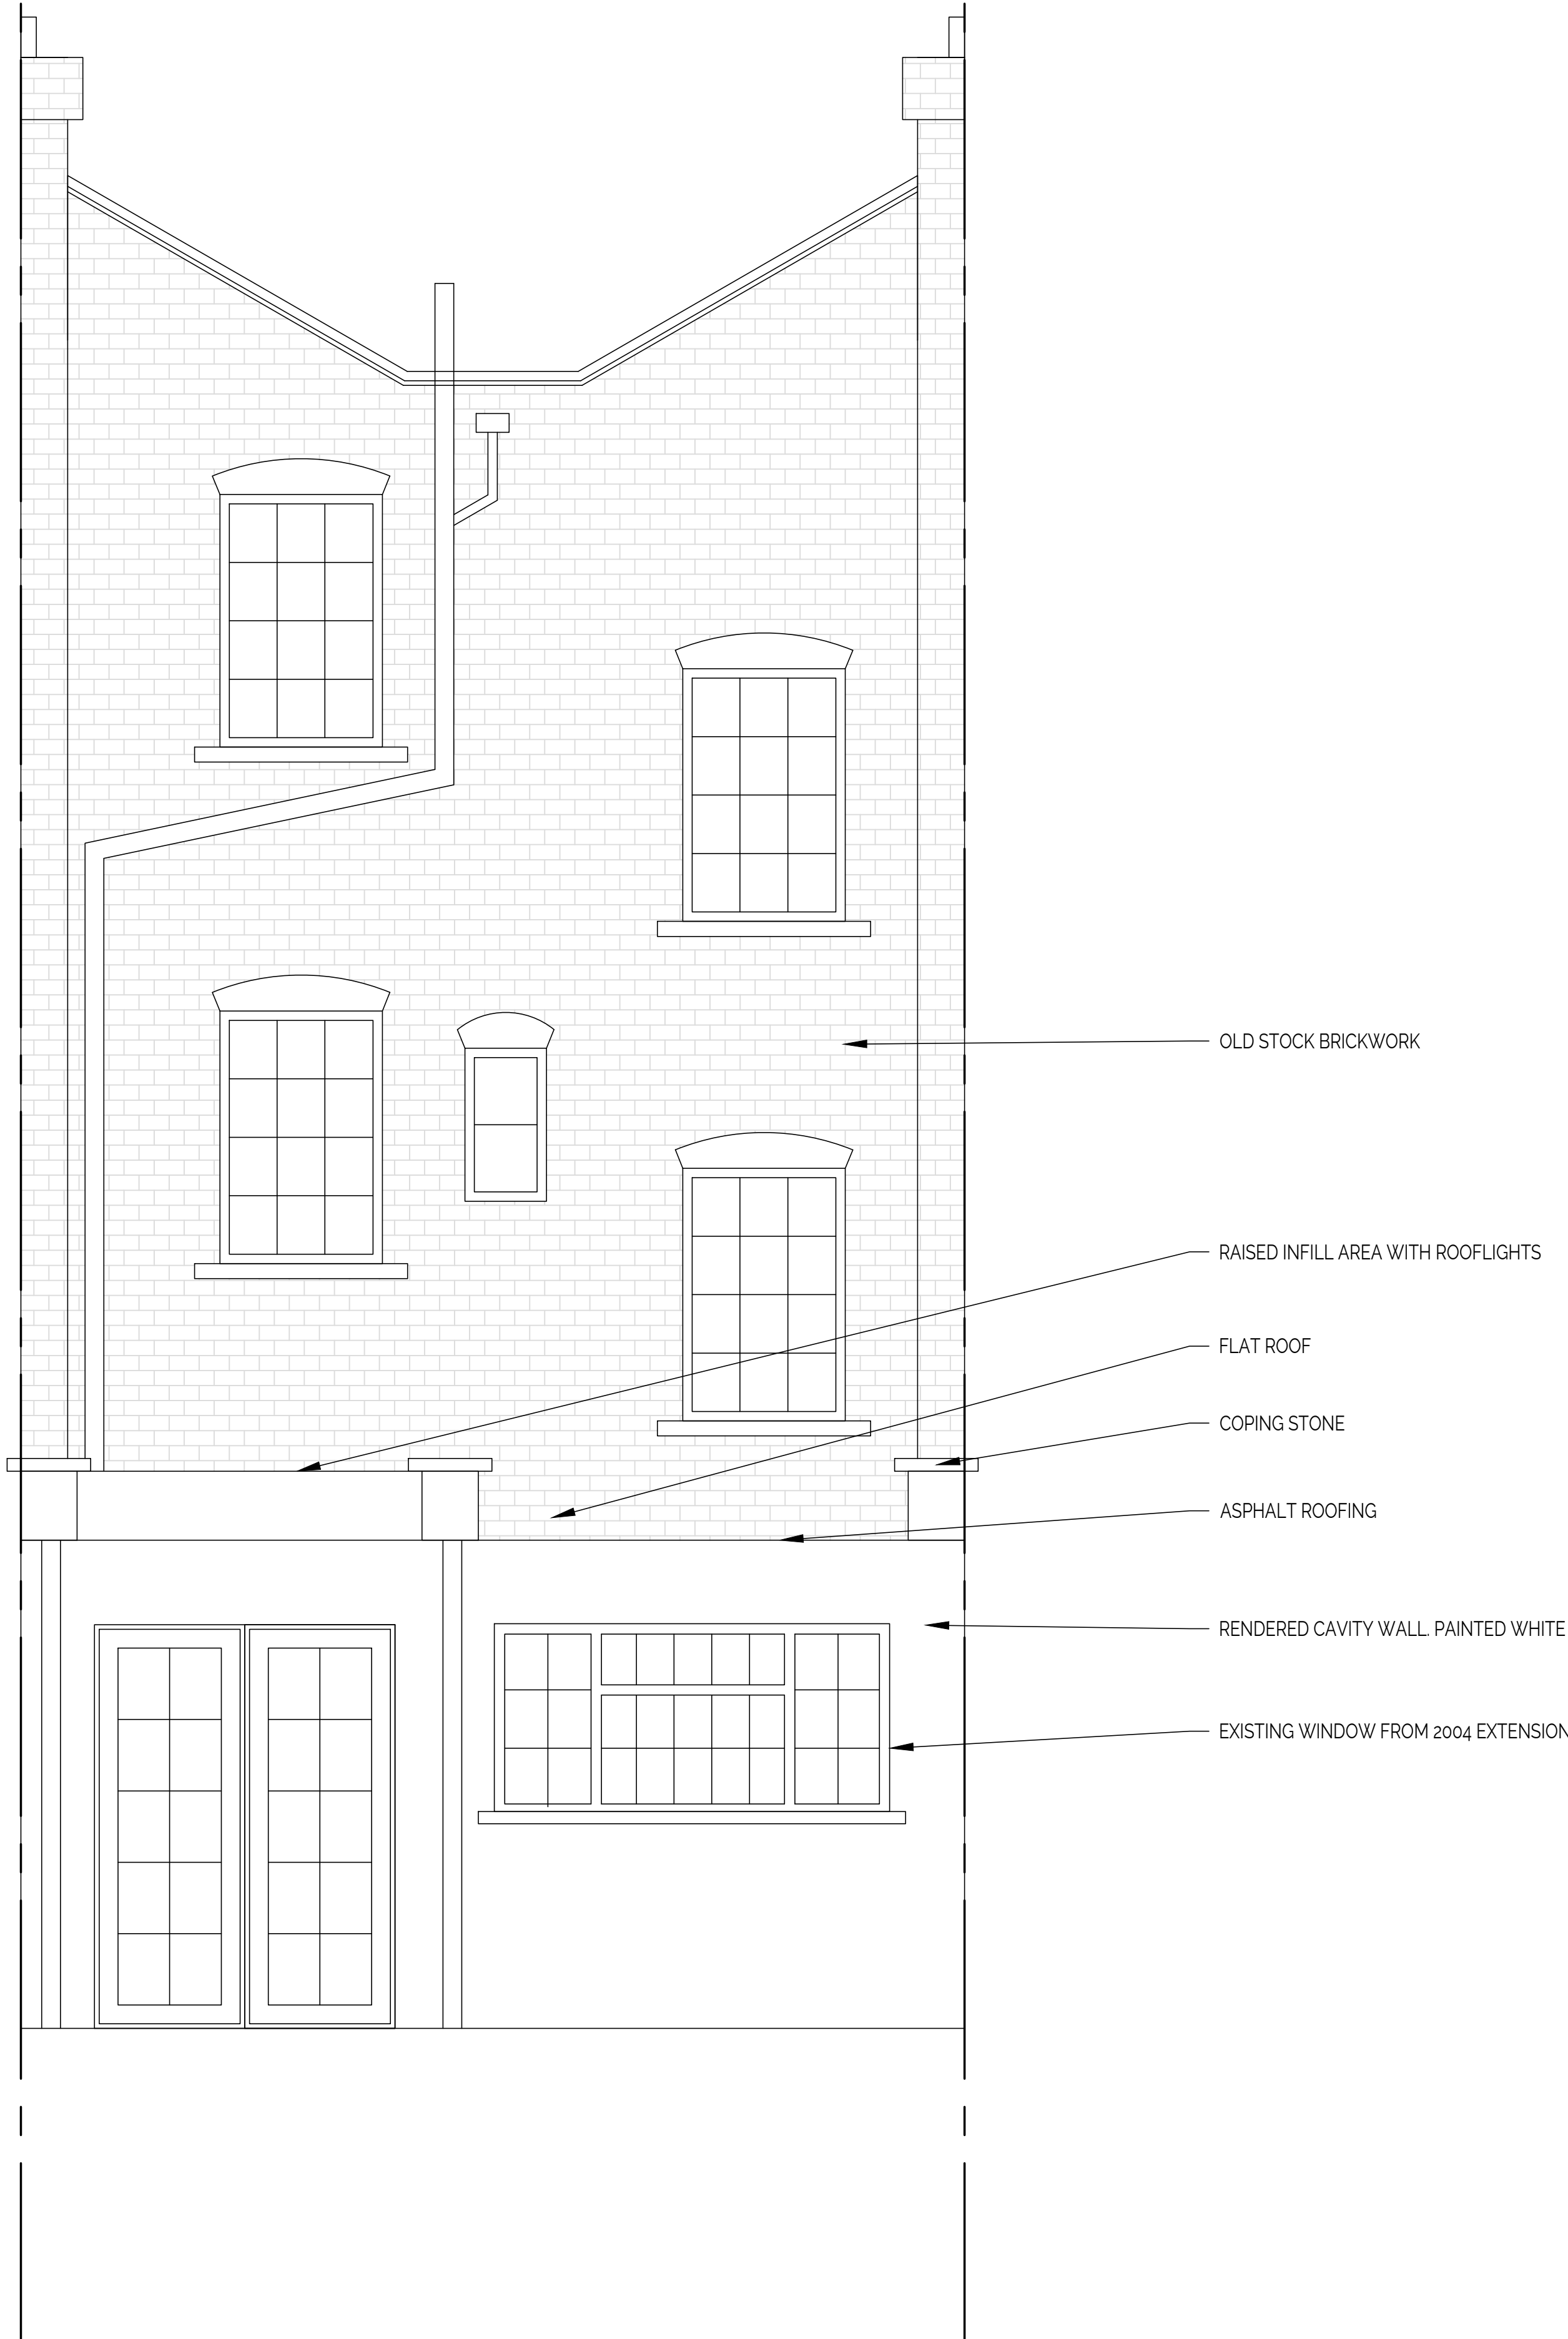 OLD STOCK BRICKWORK
RAISED INFILL AREA WITH ROOFLIGHTS
FLAT ROOF
COPING STONE
ASPHALT ROOFING
RENDERED CAVITY WALL. PAINTED WHITE
EXISTING WINDOW FROM 2004 EXTENSION